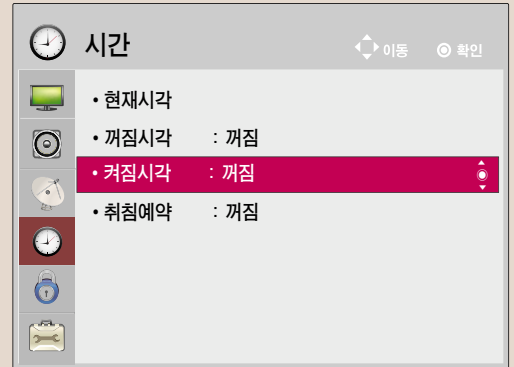 시간 이동 확인
• 현재시각
• 꺼짐시각 : 꺼짐
• 켜짐시각 : 꺼짐
• 취침예약 : 꺼짐